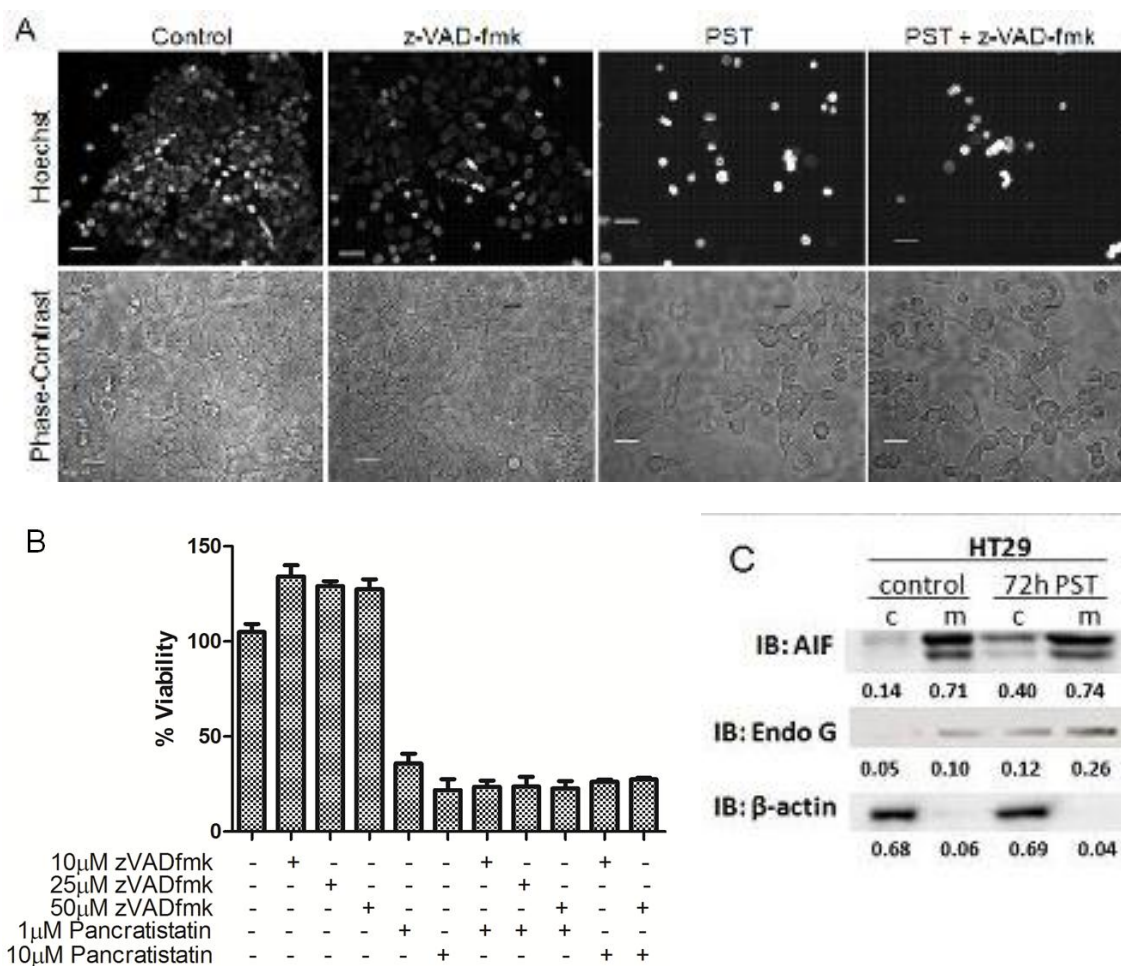 A
Control z-VAD-fmk PST PST + z-VAD-fmk
Hoechst
Phase-Contrast
B
% Viability
150
100
50
0
10μM zVADfmk - + - - - - + - - + -
25μM zVADfmk - - + - - - - + - - -
50μM zVADfmk - - - + - - - - + - +
1μM Pancratistatin - - - - + - + + + - -
10μM Pancratistatin - - - - - + - - - + +
C
HT29
control 72h PST
c m c m
IB: AIF
0.14 0.71 0.40 0.74
IB: Endo G
0.05 0.10 0.12 0.26
IB: β-actin
0.68 0.06 0.69 0.04